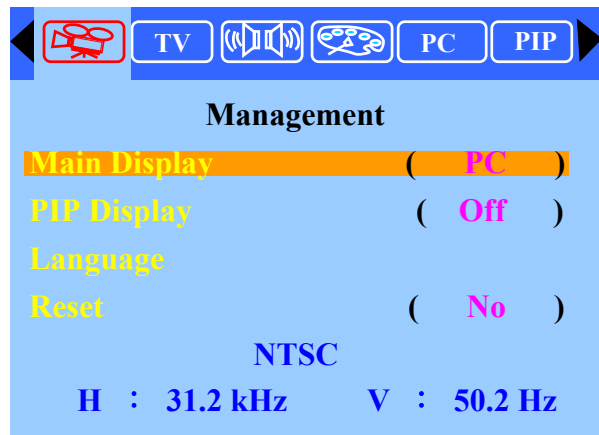 TV PC PIP
Management
Main Display ( PC )
PIP Display ( Off )
Language
Reset ( No )
NTSC
H : 31.2 kHz V : 50.2 Hz